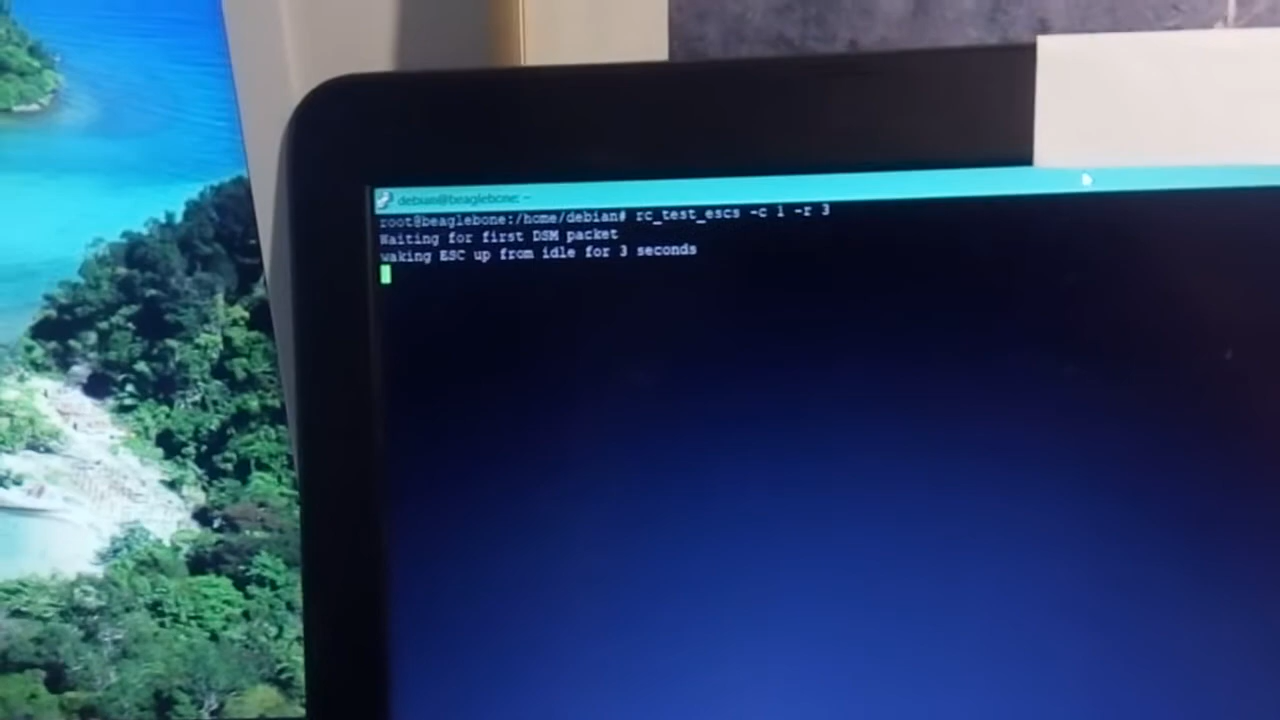 debian@beaglebone: ~
root@beaglebone:/home/debian# rc_test_escs -c 1 -r 3
Waiting for first DSM packet
waking ESC up from idle for 3 seconds